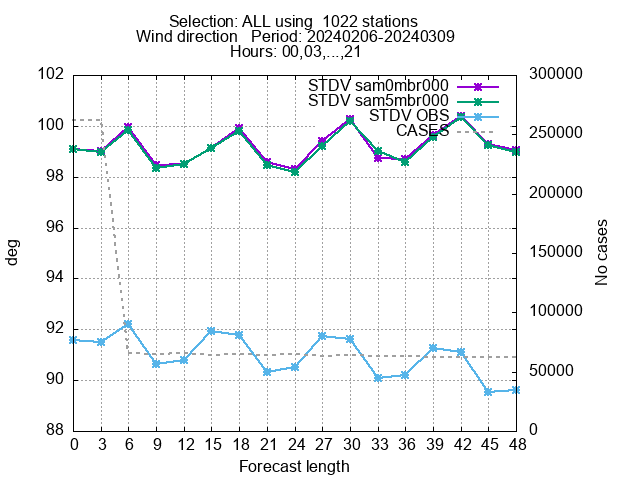 Selection: ALL using  1022 stations
Wind direction   Period: 20240206-20240309
Hours: 00,03,...,21
102
100
98
96
94
92
90
88
deg
STDV sam0mbr000
STDV sam5mbr000
STDV OBS
CASES
300000
250000
200000
150000
100000
50000
0
No cases
0 3 6 9 12 15 18 21 24 27 30 33 36 39 42 45 48
Forecast length